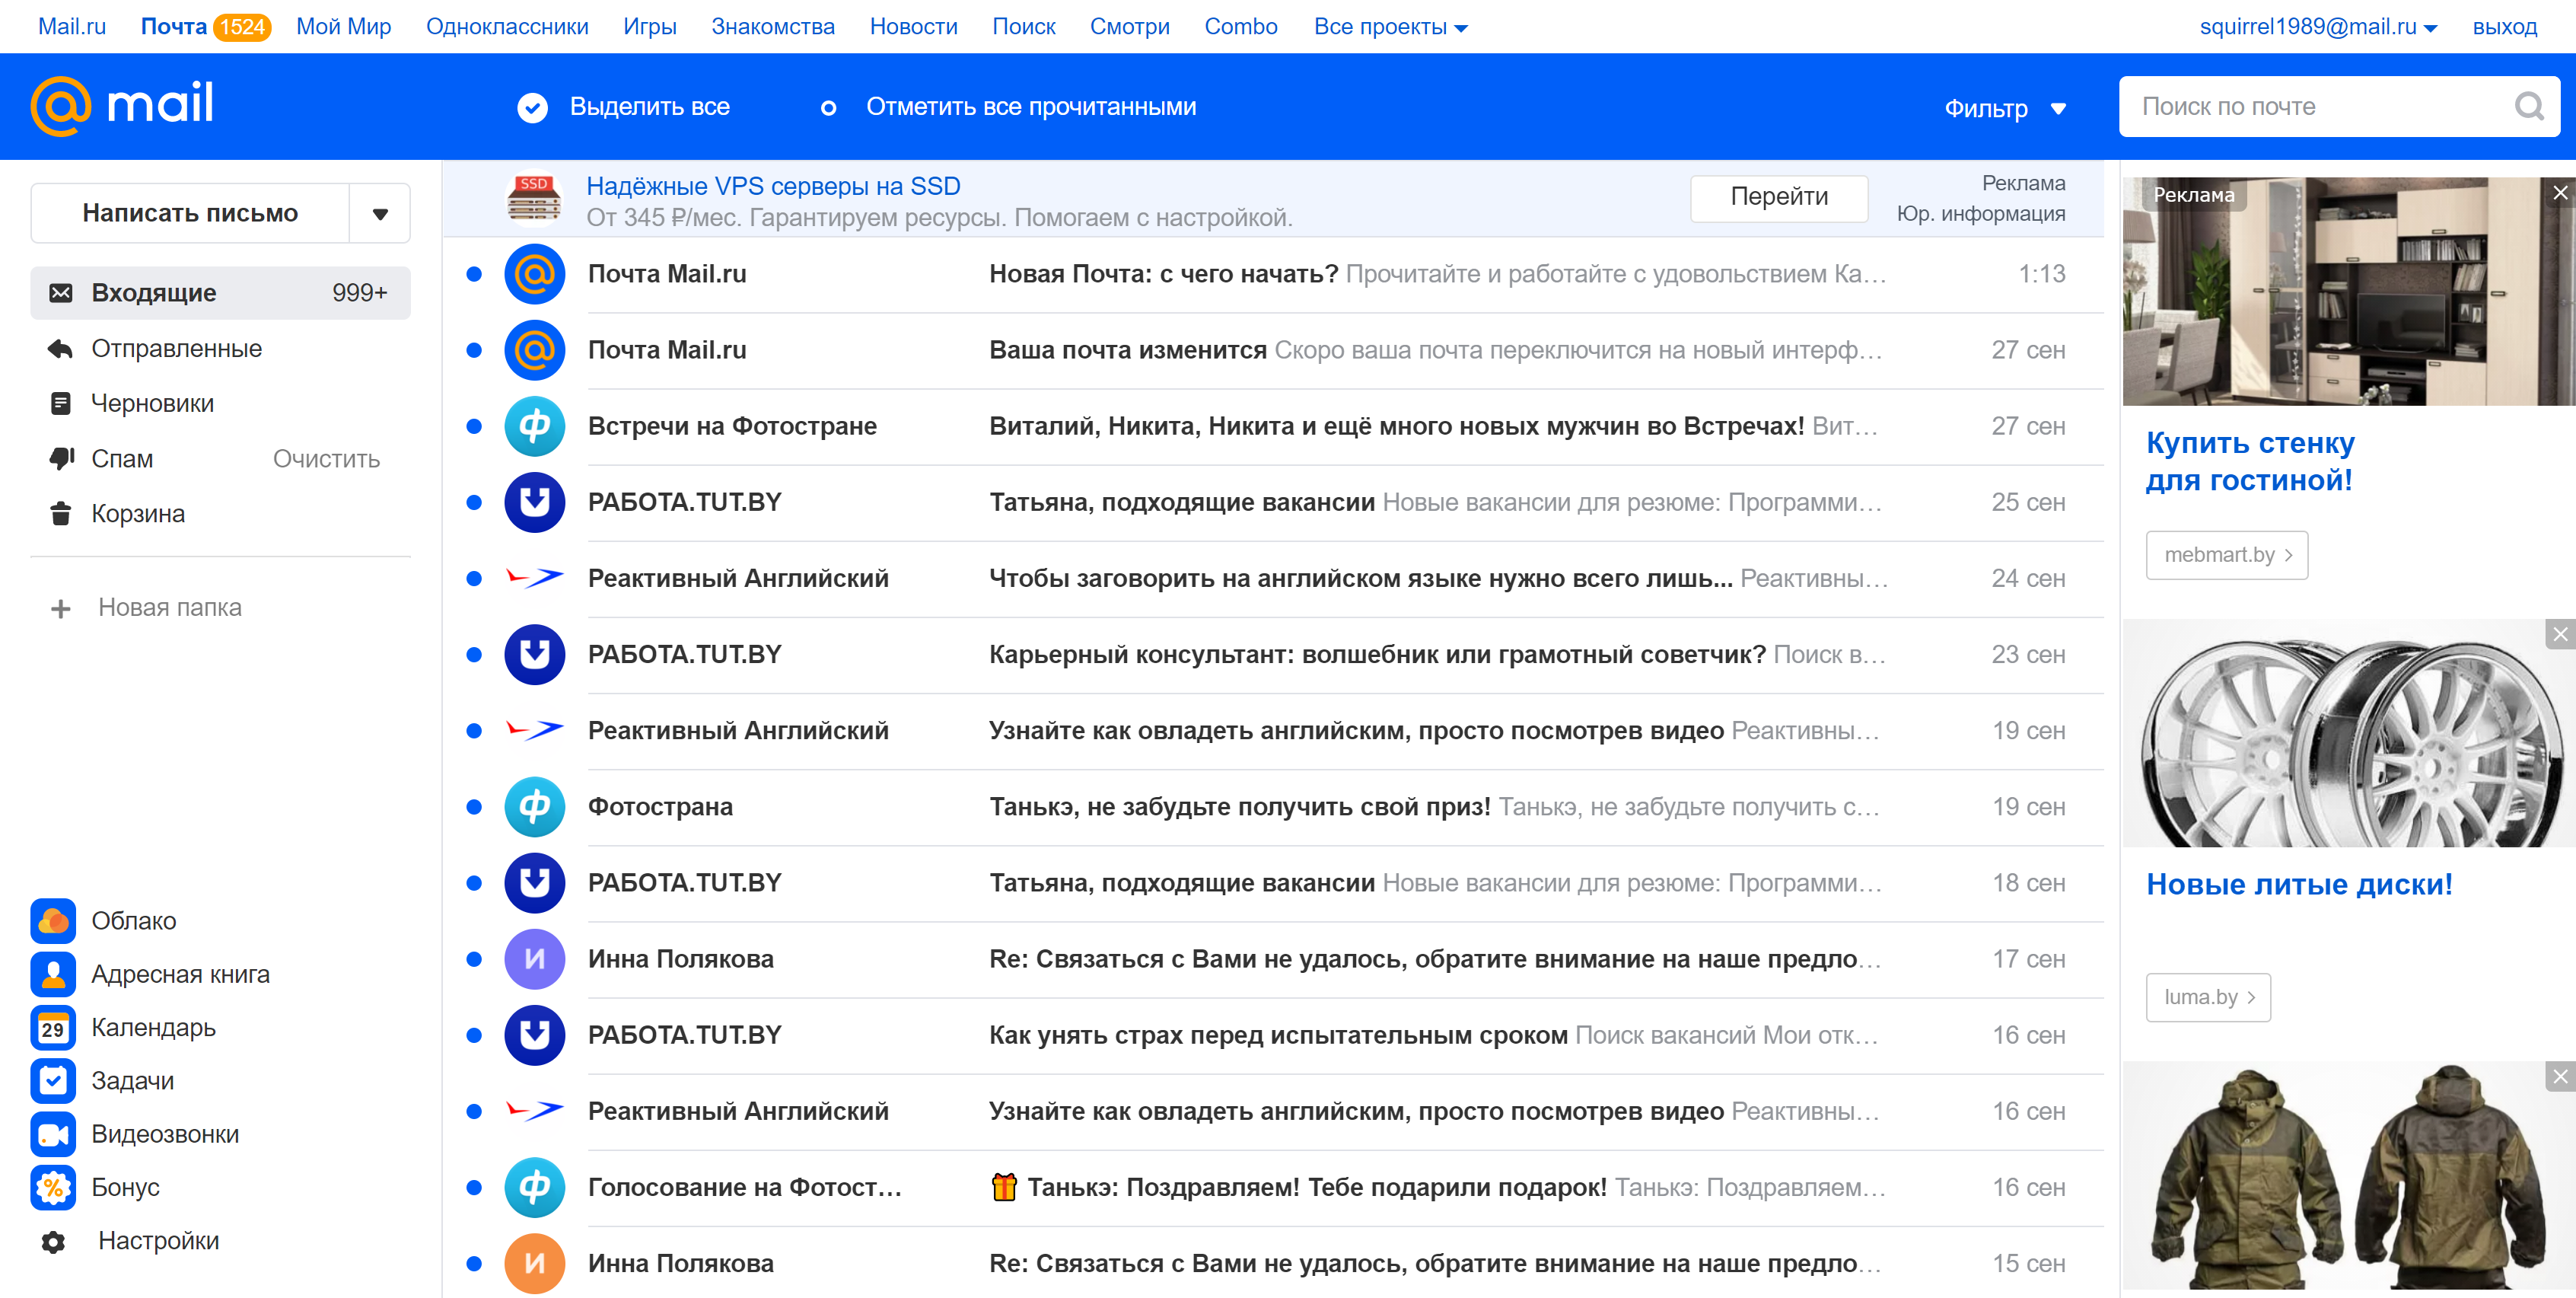 Mail.ru Почта 1524 Мой Мир Одноклассники Игры Знакомства Новости Поиск Смотри Combo Все проекты squirrel1989@mail.ru выход
@mail Выделить все Отметить все прочитанными Фильтр Поиск по почте
Написать письмо
Входящие 999+
Отправленные
Черновики
Спам Очистить
Корзина
Новая папка
Облако
Адресная книга
29 Календарь
Задачи
Видеозвонки
% Бонус
Настройки
SSD
Надёжные VPS серверы на SSD
От 345 ₽/мес. Гарантируем ресурсы. Помогаем с настройкой.
Перейти
Реклама
Юр. информация
Почта Mail.ru Новая Почта: с чего начать? Прочитайте и работайте с удовольствием Ка... 1:13
Почта Mail.ru Ваша почта изменится Скоро ваша почта переключится на новый интерф... 27 сен
ф Встречи на Фотостране Виталий, Никита, Никита и ещё много новых мужчин во Встречах! Вит... 27 сен
РАБОТА.TUT.BY Татьяна, подходящие вакансии Новые вакансии для резюме: Программи... 25 сен
Реактивный Английский Чтобы заговорить на английском языке нужно всего лишь... Реактивны... 24 сен
РАБОТА.TUT.BY Карьерный консультант: волшебник или грамотный советчик? Поиск в... 23 сен
Реактивный Английский Узнайте как овладеть английским, просто посмотрев видео Реактивны... 19 сен
ф Фотострана Танькэ, не забудьте получить свой приз! Танькэ, не забудьте получить с... 19 сен
РАБОТА.TUT.BY Татьяна, подходящие вакансии Новые вакансии для резюме: Программи... 18 сен
И Инна Полякова Re: Связаться с Вами не удалось, обратите внимание на наше предло... 17 сен
РАБОТА.TUT.BY Как унять страх перед испытательным сроком Поиск вакансий Мои отк... 16 сен
Реактивный Английский Узнайте как овладеть английским, просто посмотрев видео Реактивны... 16 сен
ф Голосование на Фотост... Танькэ: Поздравляем! Тебе подарили подарок! Танькэ: Поздравляем... 16 сен
И Инна Полякова Re: Связаться с Вами не удалось, обратите внимание на наше предло... 15 сен
Реклама
Купить стенку
для гостиной!
mebmart.by
Новые литые диски!
luma.by